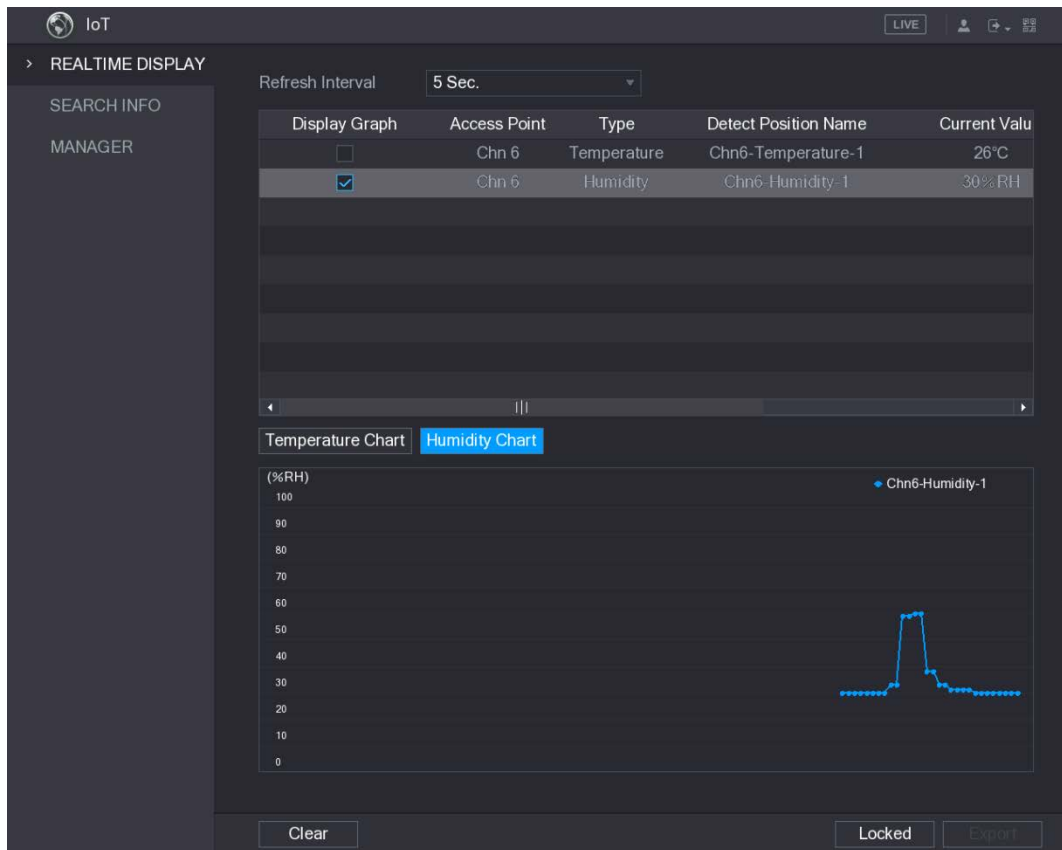 IoT
LIVE
REALTIME DISPLAY
SEARCH INFO
MANAGER
Refresh Interval 5 Sec.
Display Graph Access Point Type Detect Position Name Current Valu
Chn 6 Temperature Chn6-Temperature-1 26°C
Chn 6 Humidity Chn6-Humidity-1 30%RH
Temperature Chart Humidity Chart
(%RH)
Chn6-Humidity-1
100
90
80
70
60
50
40
30
20
10
0
Clear Locked Export